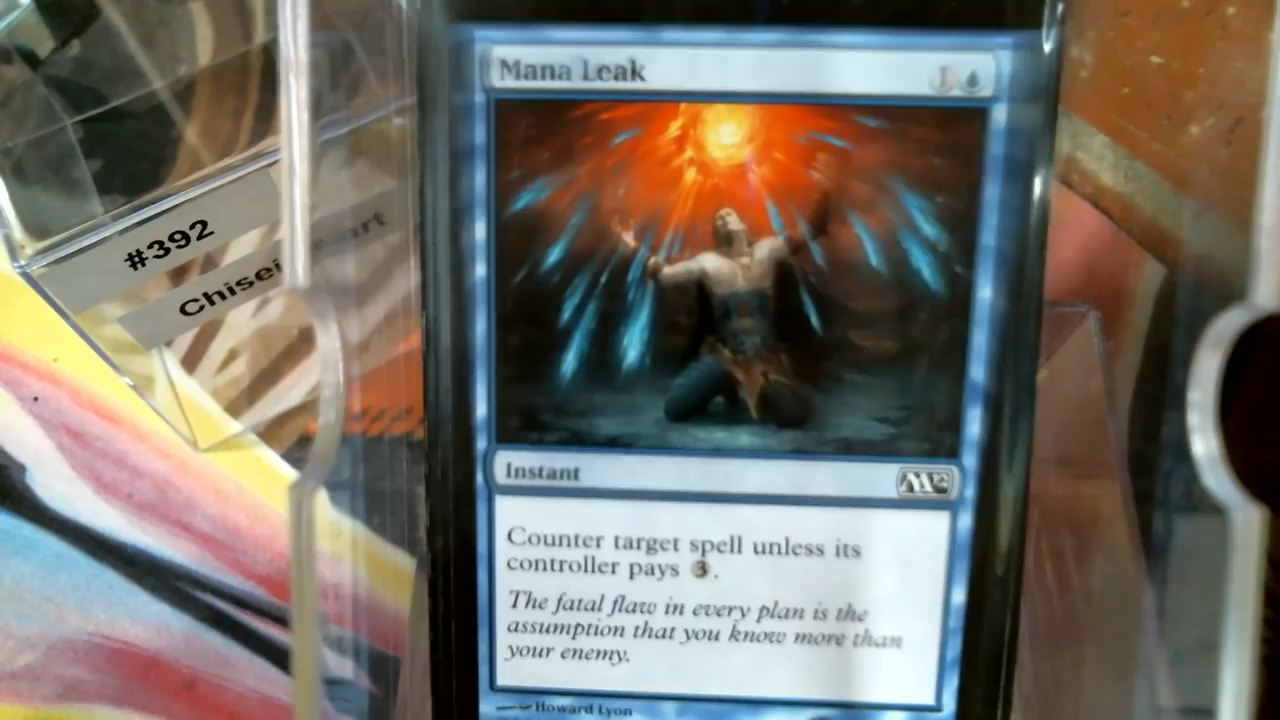 Mana Leak
1
#392
Chisei
Instant
M12
Counter target spell unless its
controller pays 3.
The fatal flaw in every plan is the
assumption that you know more than
your enemy.
Howard Lyon